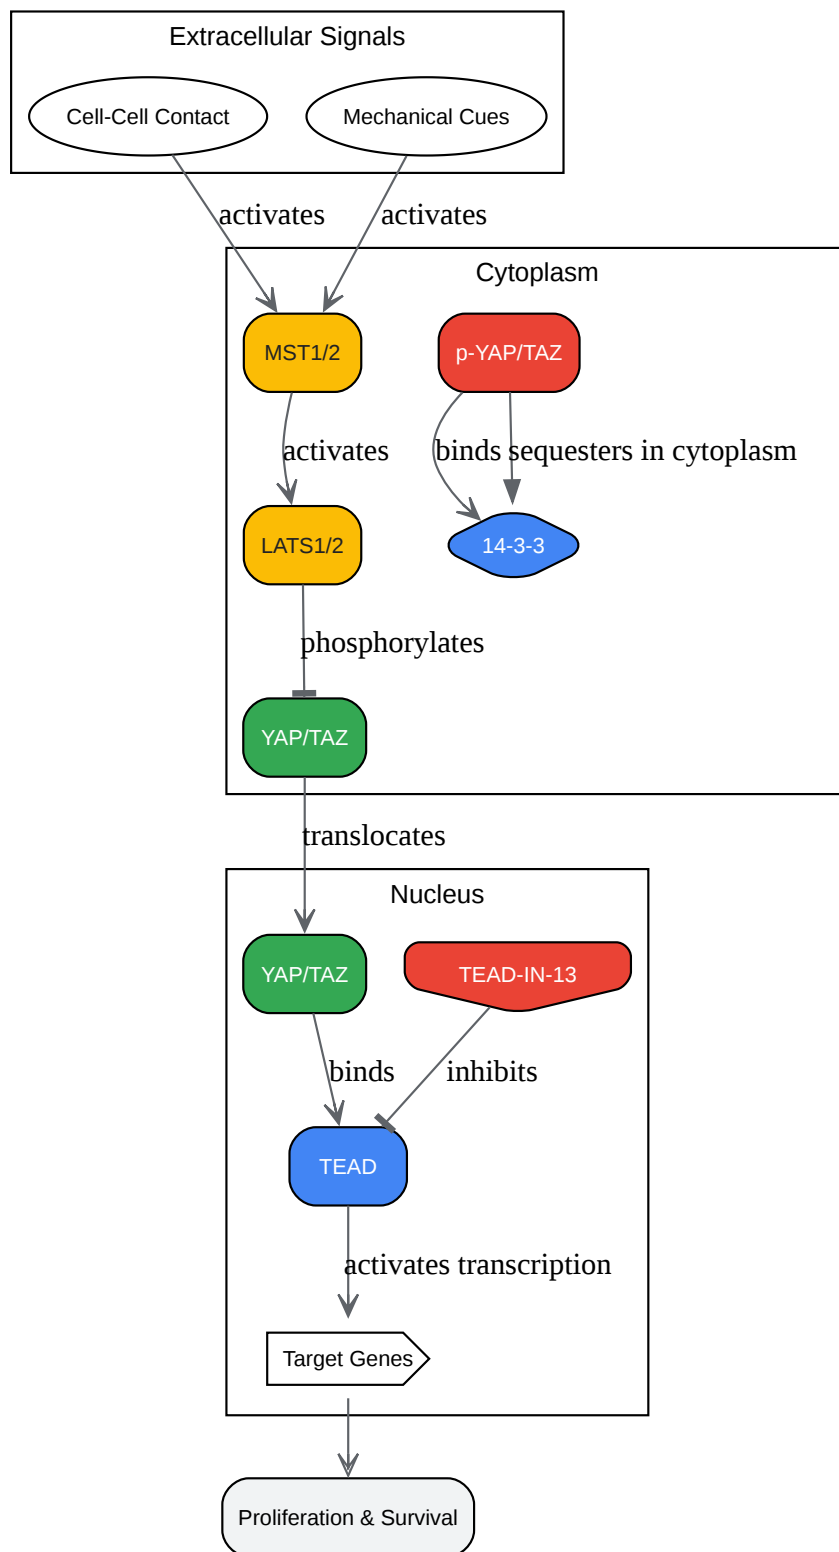 Extracellular Signals
Cell-Cell Contact
Mechanical Cues
activates
activates
Cytoplasm
MST1/2
p-YAP/TAZ
activates
binds
sequesters in cytoplasm
LATS1/2
14-3-3
phosphorylates
YAP/TAZ
translocates
Nucleus
YAP/TAZ
TEAD-IN-13
binds
inhibits
TEAD
activates transcription
Target Genes
Proliferation & Survival